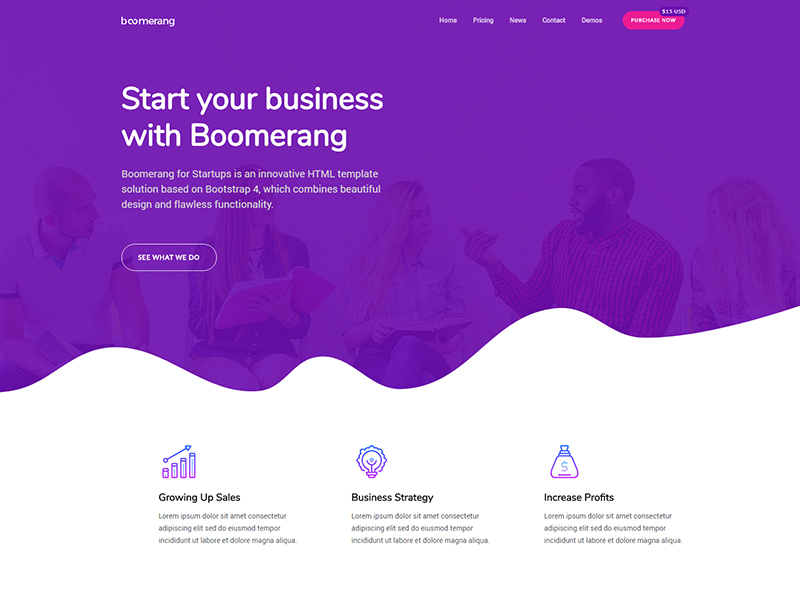 boomerang
Home Pricing News Contact Demos
$15 USD
PURCHASE NOW
Start your business
with Boomerang
Boomerang for Startups is an innovative HTML template
solution based on Bootstrap 4, which combines beautiful
design and flawless functionality.
SEE WHAT WE DO
$
Growing Up Sales
Lorem ipsum dolor sit amet consectetur
adipiscing elit sed do eiusmod tempor
incididunt ut labore et dolore magna aliqua.
Business Strategy
Lorem ipsum dolor sit amet consectetur
adipiscing elit sed do eiusmod tempor
incididunt ut labore et dolore magna aliqua.
Increase Profits
Lorem ipsum dolor sit amet consectetur
adipiscing elit sed do eiusmod tempor
incididunt ut labore et dolore magna aliqua.